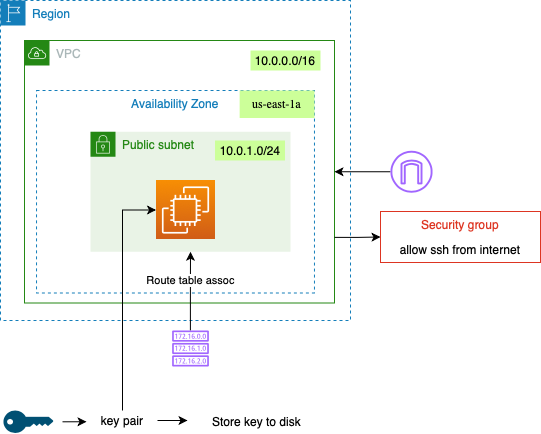 Region
VPC
10.0.0.0/16
Availability Zone
us-east-1a
Public subnet
10.0.1.0/24
Security group
allow ssh from internet
Route table assoc
172.16.0.0
172.16.1.0
172.16.2.0
key pair
Store key to disk